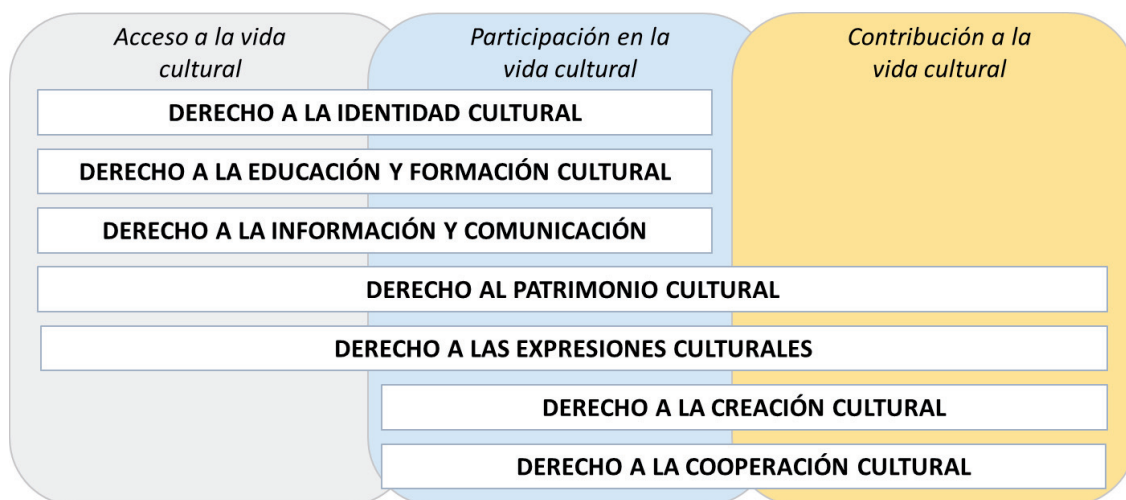 Acceso a la vida
cultural
Participación en la
vida cultural
Contribución a la
vida cultural
DERECHO A LA IDENTIDAD CULTURAL
DERECHO A LA EDUCACIÓN Y FORMACIÓN CULTURAL
DERECHO A LA INFORMACIÓN Y COMUNICACIÓN
DERECHO AL PATRIMONIO CULTURAL
DERECHO A LAS EXPRESIONES CULTURALES
DERECHO A LA CREACIÓN CULTURAL
DERECHO A LA COOPERACIÓN CULTURAL